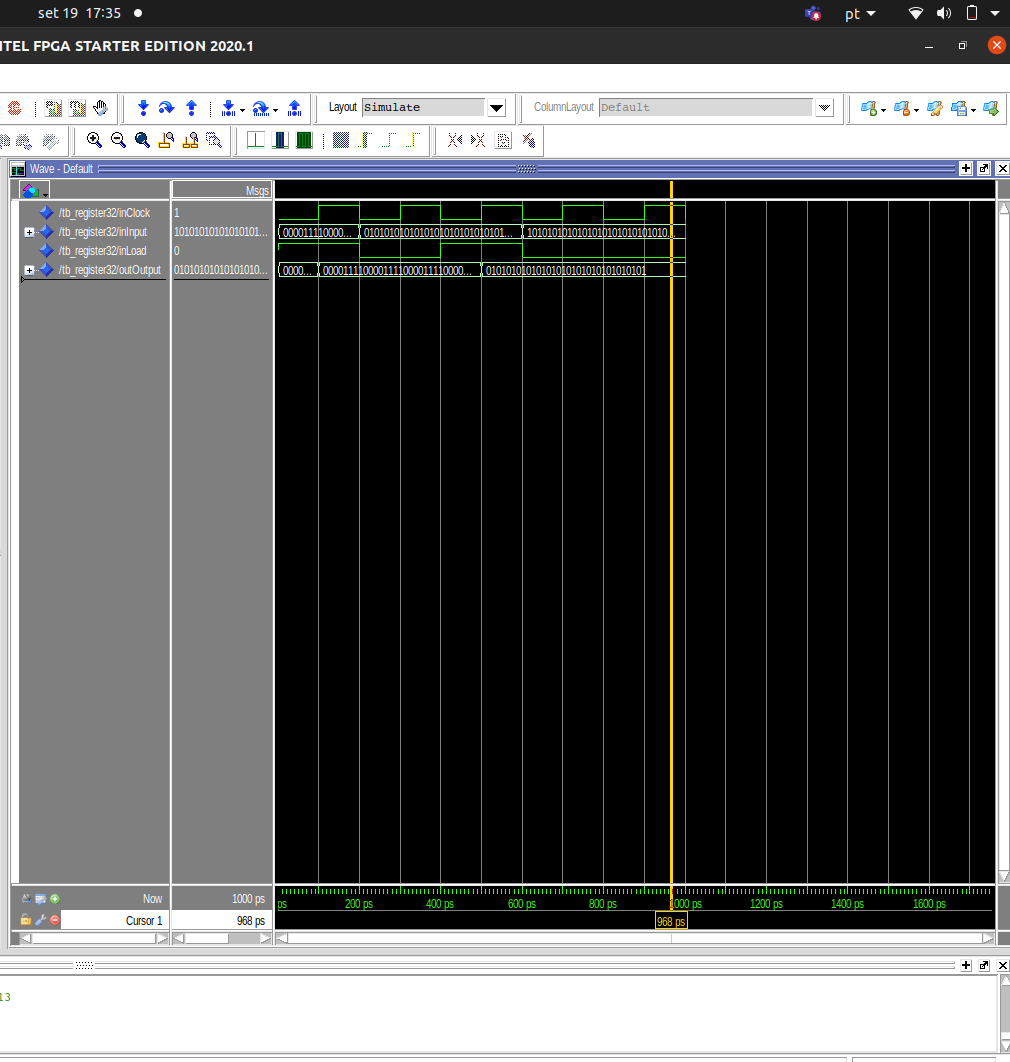 set 19 17:35
pt
TEL FPGA STARTER EDITION 2020.1
Layout Simulate
ColumnLayout Default
Wave - Default
Msgs
/tb_register32/inClock 1
/tb_register32/inInput 10101010101010101... 000011110000... 0101010101010101010101010101... 1010101010101010101010101010...
/tb_register32/inLoad 0
/tb_register32/outOutput 01010101010101010... 0000... 0000111100001111000011110000... 01010101010101010101010101010101
Now 1000 ps ps 200 ps 400 ps 600 ps 800 ps 1000 ps 1200 ps 1400 ps 1600 ps
Cursor 1 968 ps 968 ps
13